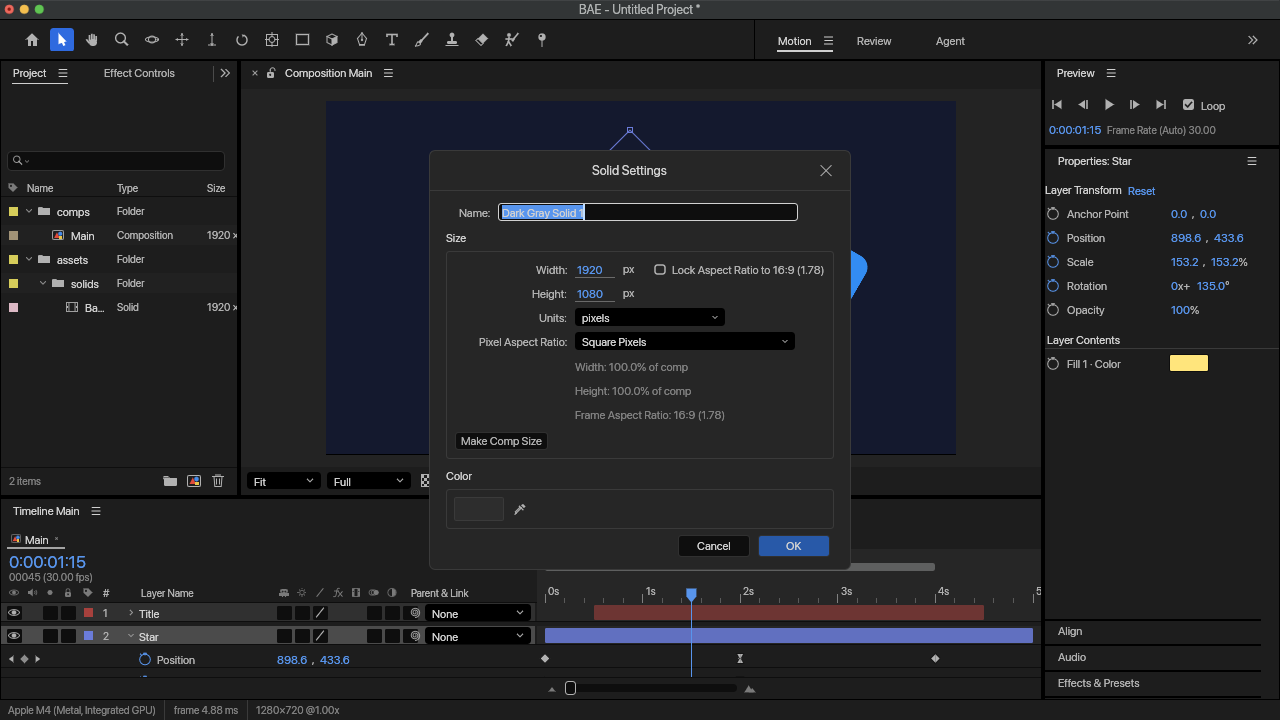 BAE - Untitled Project *
Motion
Review
Agent
Project
Effect Controls
Composition Main
Preview
Loop
0:00:01:15 Frame Rate (Auto) 30.00
Name Type Size
comps Folder
Main Composition 1920 ×
assets Folder
solids Folder
Ba... Solid 1920 ×
2 items
Fit
Full
Solid Settings
Name: Dark Gray Solid 1
Size
Width: 1920 px
Lock Aspect Ratio to 16:9 (1.78)
Height: 1080 px
Units: pixels
Pixel Aspect Ratio: Square Pixels
Width: 100.0% of comp
Height: 100.0% of comp
Frame Aspect Ratio: 16:9 (1.78)
Make Comp Size
Color
Cancel
OK
Properties: Star
Layer Transform Reset
Anchor Point 0.0 , 0.0
Position 898.6 , 433.6
Scale 153.2 , 153.2%
Rotation 0x+ 135.0°
Opacity 100%
Layer Contents
Fill 1 · Color
Align
Audio
Effects & Presets
Timeline Main
Main
0:00:01:15
00045 (30.00 fps)
# Layer Name fx Parent & Link
0s 1s 2s 3s 4s 5
1 Title None
2 Star None
Position 898.6 , 433.6
Apple M4 (Metal, Integrated GPU) frame 4.88 ms 1280×720 @1.00x